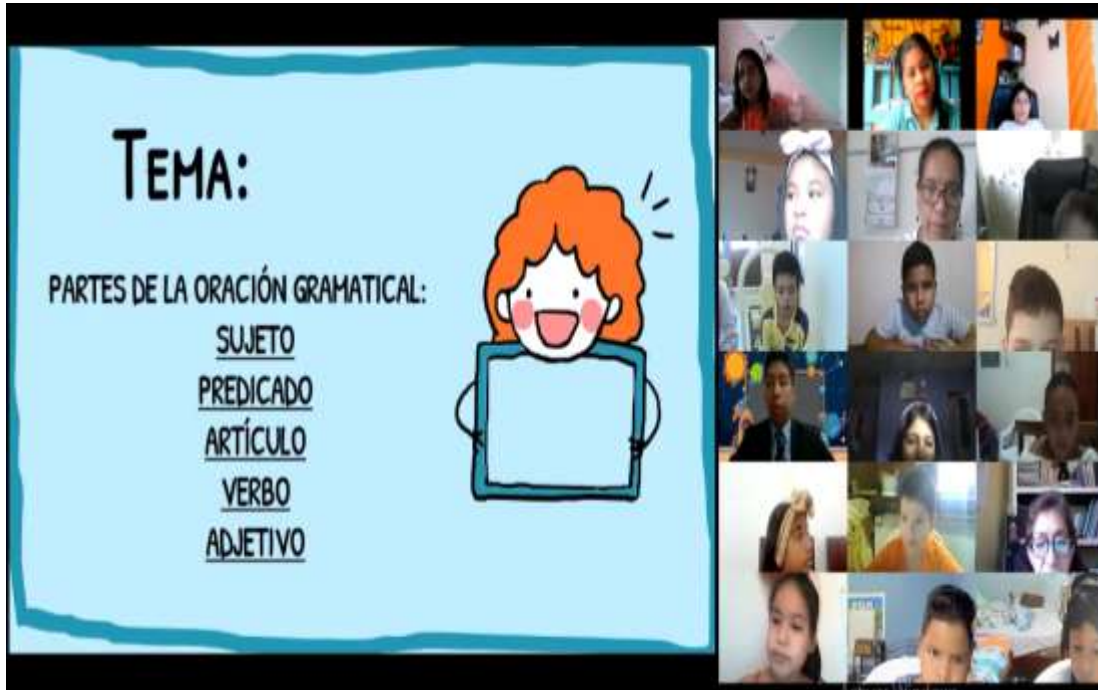 TEMA:
PARTES DE LA ORACIÓN GRAMATICAL:
SUJETO
PREDICADO
ARTÍCULO
VERBO
ADJETIVO